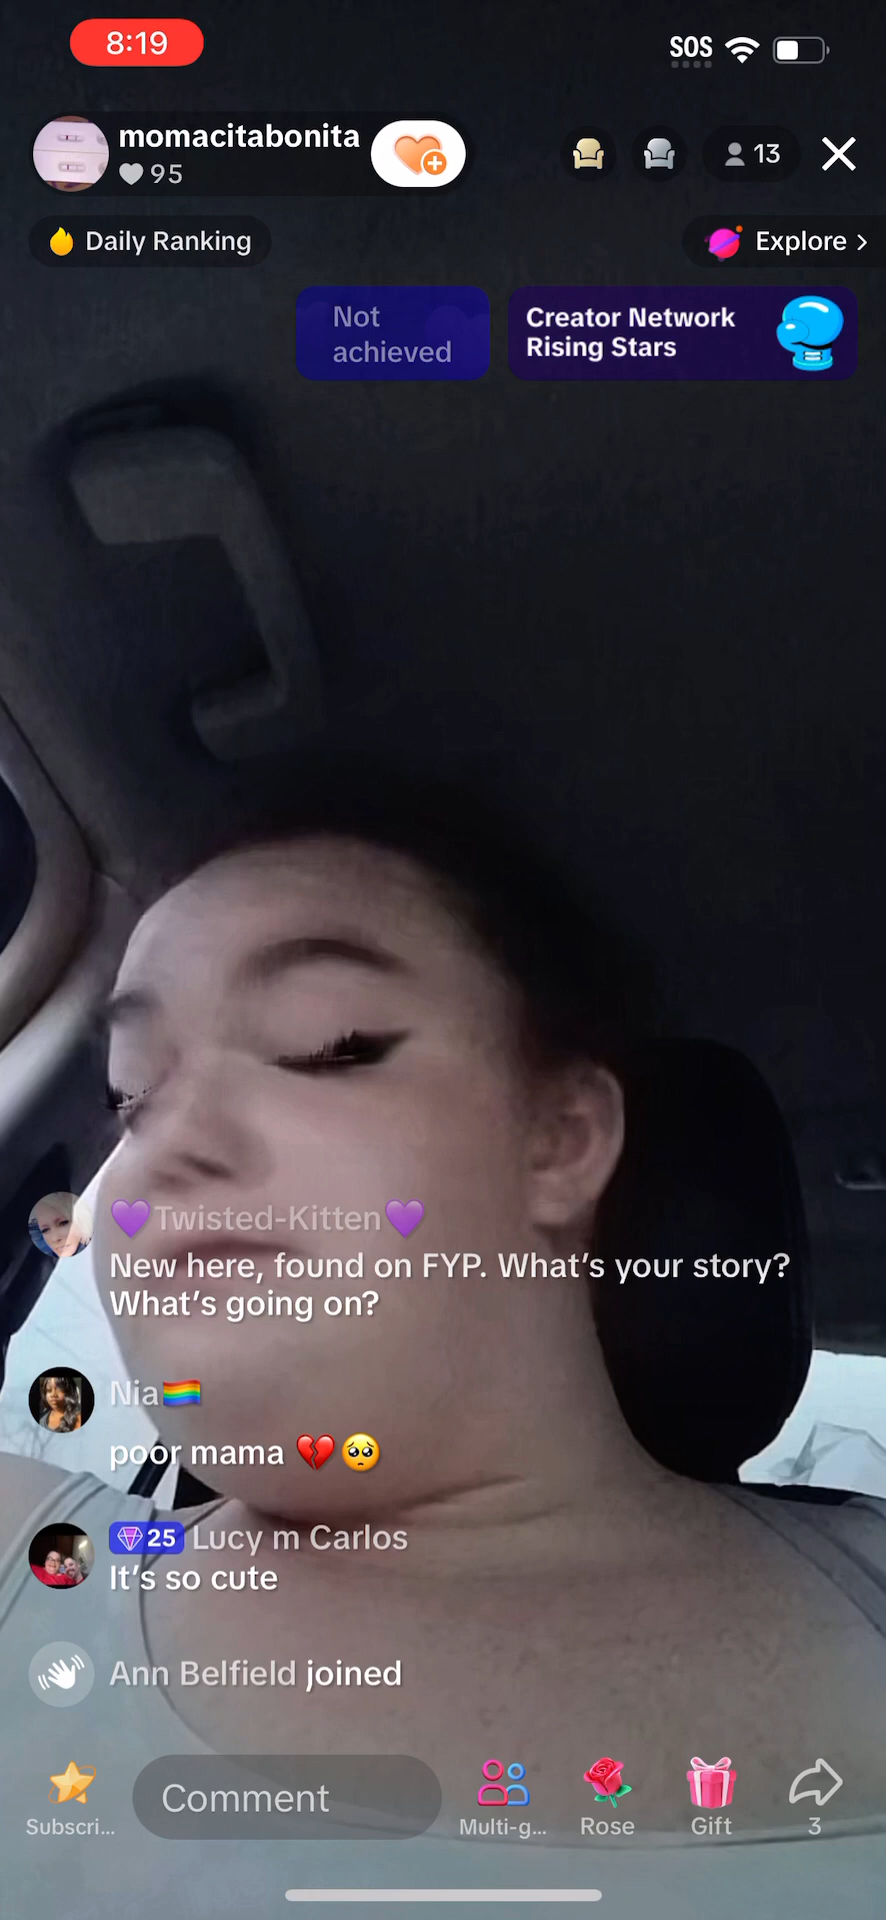 8:19
SOS
momacitabonita
95
13
Daily Ranking
Explore >
Not
achieved
Creator Network
Rising Stars
💜Twisted-Kitten💜
New here, found on FYP. What's your story?
What's going on?
Nia🏳️‍🌈
poor mama 💔🥺
25 Lucy m Carlos
It's so cute
Ann Belfield joined
Comment
Subscri...
Multi-g...
Rose
Gift
3